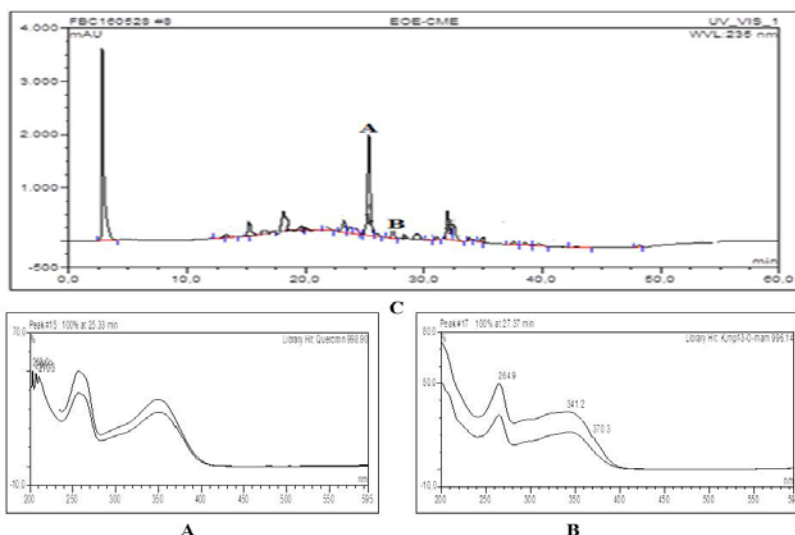 FBC160528 #8 EOE-CME UV_VIS_1
mAU WVL:235 nm
4.000
3.000
2.000
1.000
-500
A
B
0.0 10.0 20.0 30.0 40.0 50.0 60.0
min
C
Peak#15 100% at 25.33 min
70.0
%
Library Hit: Quercitrin 998.90
-10.0
200 250 300 350 400 450 500 595
nm
A
Peak#17 100% at 27.37 min
80.0
%
Library Hit: Kmpf3-O-rham 996.14
50.0
264.9
341.2
370.3
-10.0
200 250 300 350 400 450 500 595
nm
B